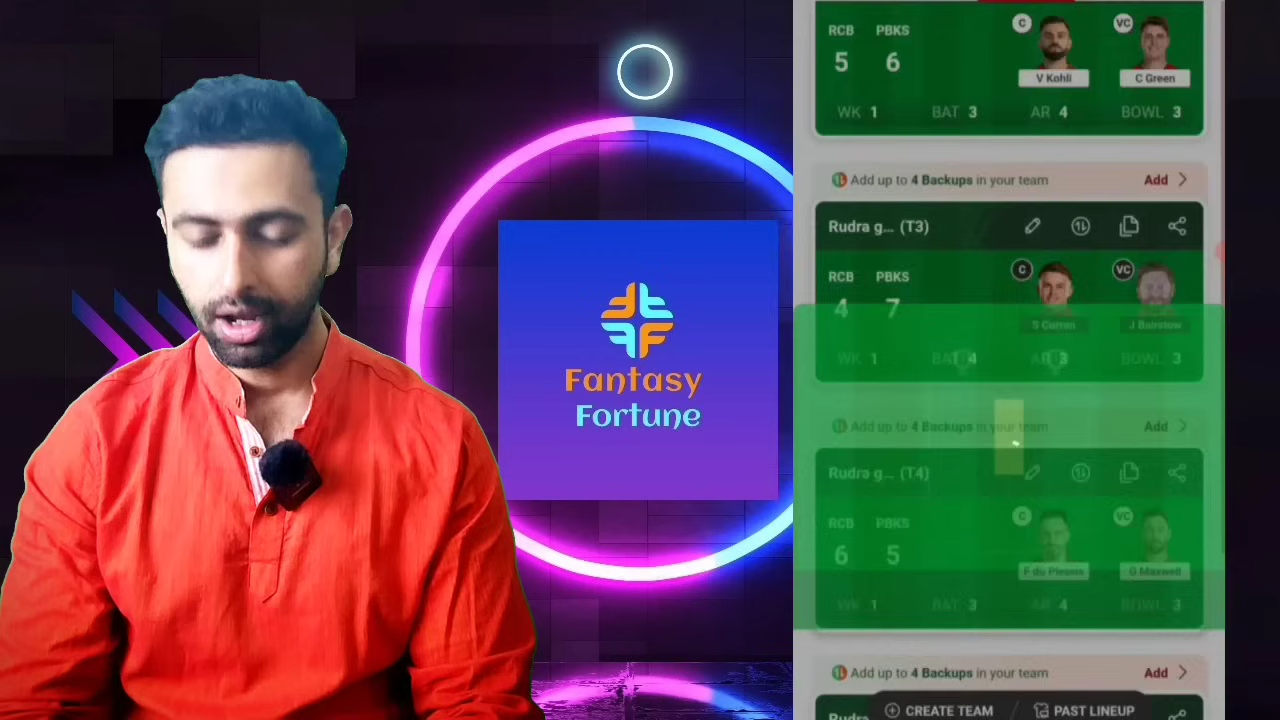 Fantasy
Fortune
RCB PBKS
5 6
C VC
V Kohli C Green
WK 1 BAT 3 AR 4 BOWL 3
Add up to 4 Backups in your team Add
Rudra g... (T3)
RCB PBKS
4 7
C VC
S Curran J Bairstow
WK 1 BAT 4 AR 3 BOWL 3
Add up to 4 Backups in your team Add
Rudra g... (T4)
RCB PBKS
6 5
C VC
F du Plessis G Maxwell
WK 1 BAT 3 AR 4 BOWL 3
Add up to 4 Backups in your team Add
Rudra
CREATE TEAM / PAST LINEUP